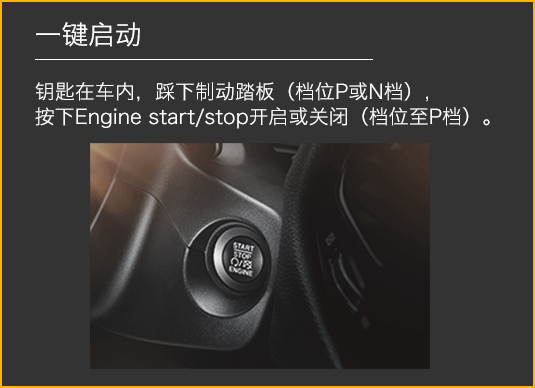 一键启动
钥匙在车内，踩下制动踏板（档位P或N档），
按下Engine start/stop开启或关闭（档位至P档）。
START
STOP
ENGINE